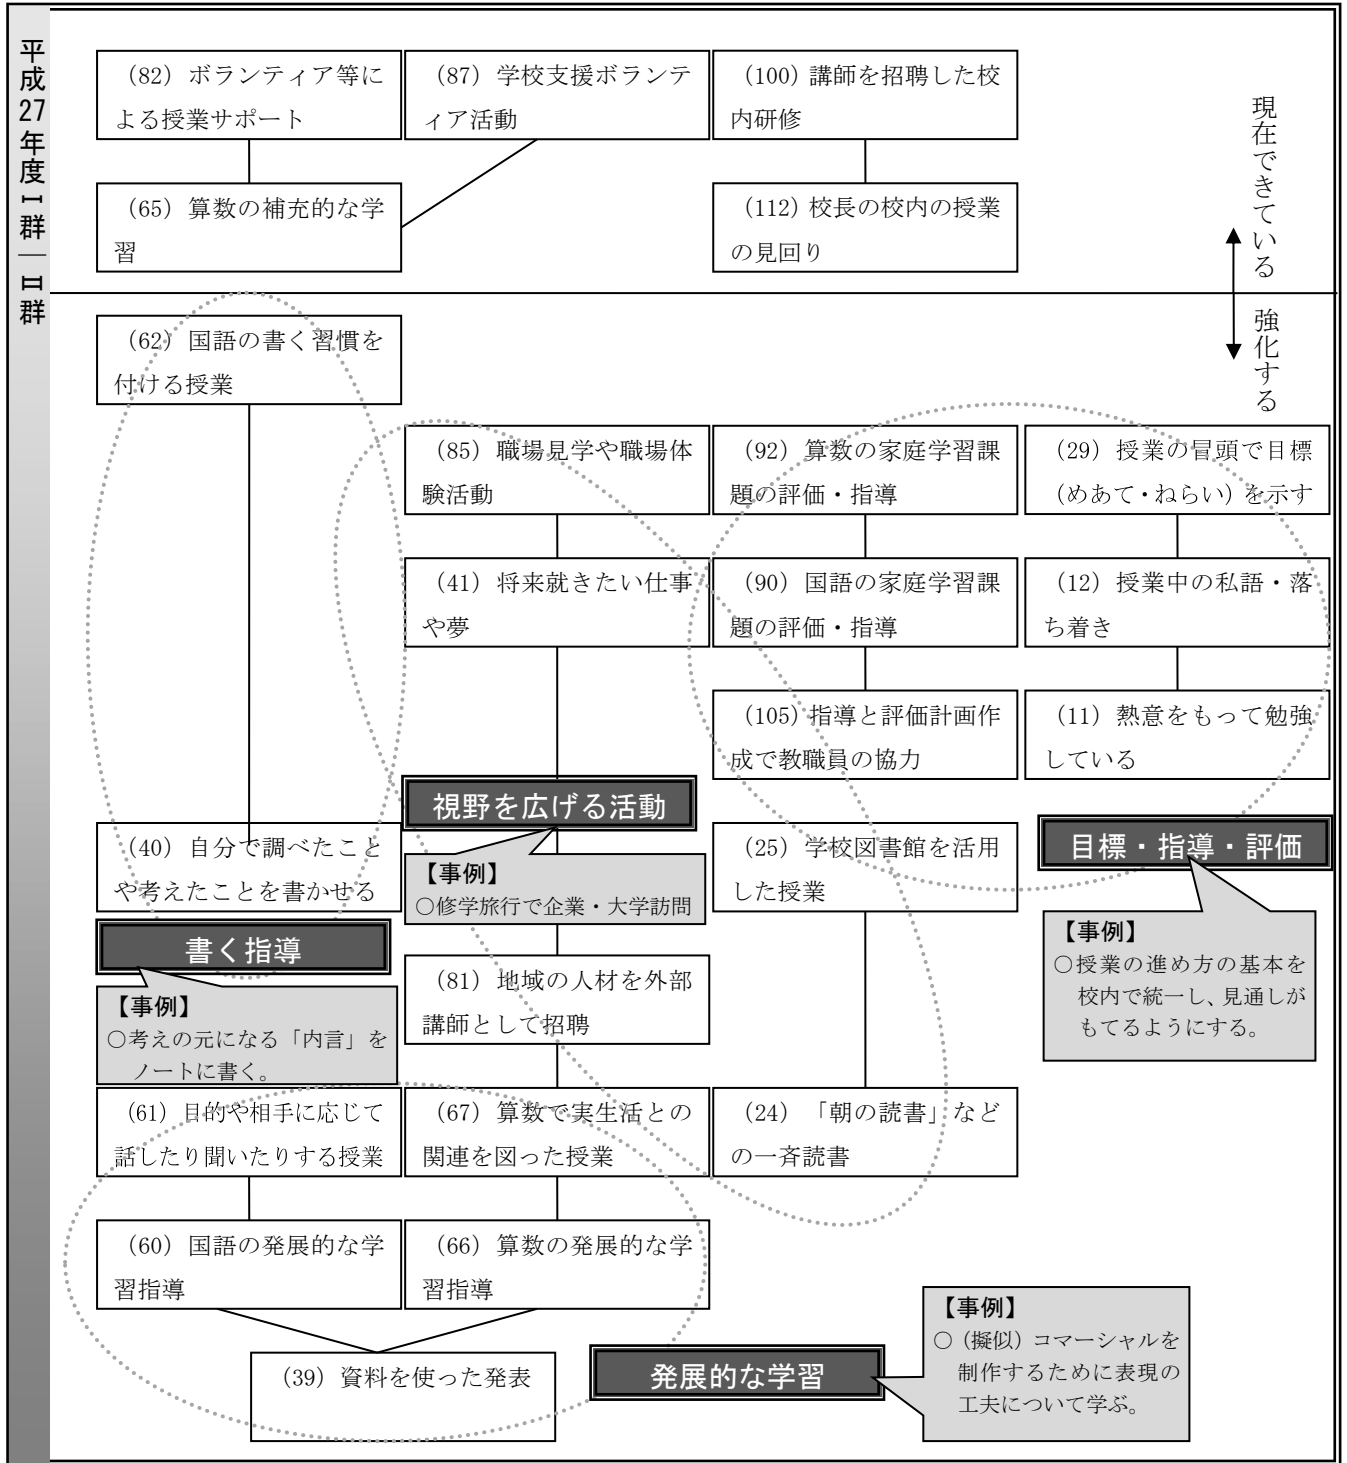 平成27年度Ⅰ群―Ⅱ群
（82）ボランティア等に
よる授業サポート
（87）学校支援ボランテ
ィア活動
（100）講師を招聘した校
内研修
（65）算数の補充的な学
習
（112）校長の校内の授業
の見回り
現在できている
強化する
（62）国語の書く習慣を
付ける授業
（85）職場見学や職場体
験活動
（92）算数の家庭学習課
題の評価・指導
（29）授業の冒頭で目標
（めあて・ねらい）を示す
（41）将来就きたい仕事
や夢
（90）国語の家庭学習課
題の評価・指導
（12）授業中の私語・落
ち着き
（105）指導と評価計画作
成で教職員の協力
（11）熱意をもって勉強
している
視野を広げる活動
【事例】
○修学旅行で企業・大学訪問
（40）自分で調べたこと
や考えたことを書かせる
（25）学校図書館を活用
した授業
目標・指導・評価
【事例】
○授業の進め方の基本を
校内で統一し、見通しが
もてるようにする。
書く指導
【事例】
○考えの元になる「内言」を
ノートに書く。
（81）地域の人材を外部
講師として招聘
（61）目的や相手に応じて
話したり聞いたりする授業
（67）算数で実生活との
関連を図った授業
（24）「朝の読書」など
の一斉読書
（60）国語の発展的な学
習指導
（66）算数の発展的な学
習指導
（39）資料を使った発表
発展的な学習
【事例】
○（擬似）コマーシャルを
制作するために表現の
工夫について学ぶ。